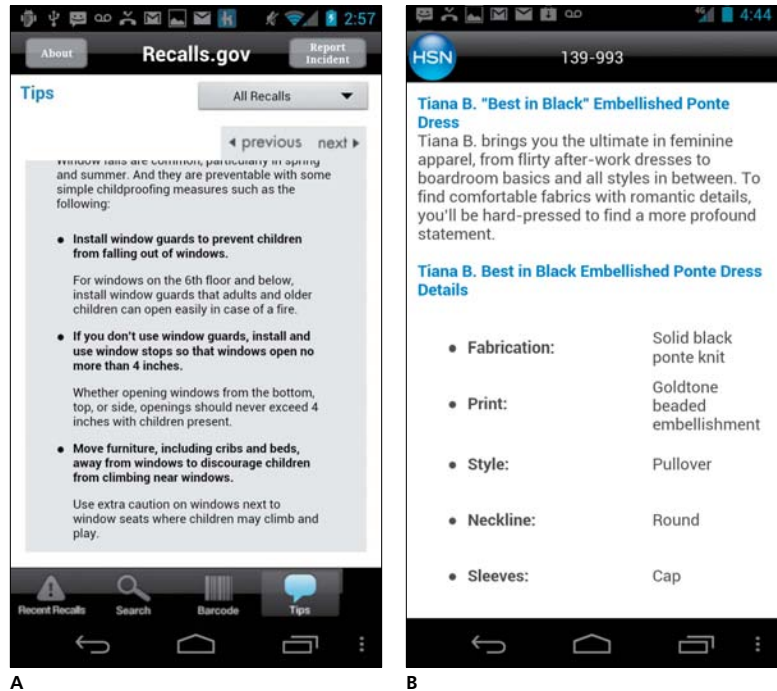 2:57
About
Recalls.gov
Report
Incident
Tips
All Recalls
previous next
Window falls are common, particularly in spring
and summer. And they are preventable with some
simple childproofing measures such as the
following:
Install window guards to prevent children
from falling out of windows.
For windows on the 6th floor and below,
install window guards that adults and older
children can open easily in case of a fire.
If you don't use window guards, install and
use window stops so that windows open no
more than 4 inches.
Whether opening windows from the bottom,
top, or side, openings should never exceed 4
inches with children present.
Move furniture, including cribs and beds,
away from windows to discourage children
from climbing near windows.
Use extra caution on windows next to
window seats where children may climb and
play.
Recent Recalls Search Barcode Tips
A
4G 4:44
HSN
139-993
Tiana B. "Best in Black" Embellished Ponte
Dress
Tiana B. brings you the ultimate in feminine
apparel, from flirty after-work dresses to
boardroom basics and all styles in between. To
find comfortable fabrics with romantic details,
you'll be hard-pressed to find a more profound
statement.
Tiana B. Best in Black Embellished Ponte Dress
Details
Fabrication: Solid black
ponte knit
Print: Goldtone
beaded
embellishment
Style: Pullover
Neckline: Round
Sleeves: Cap
B